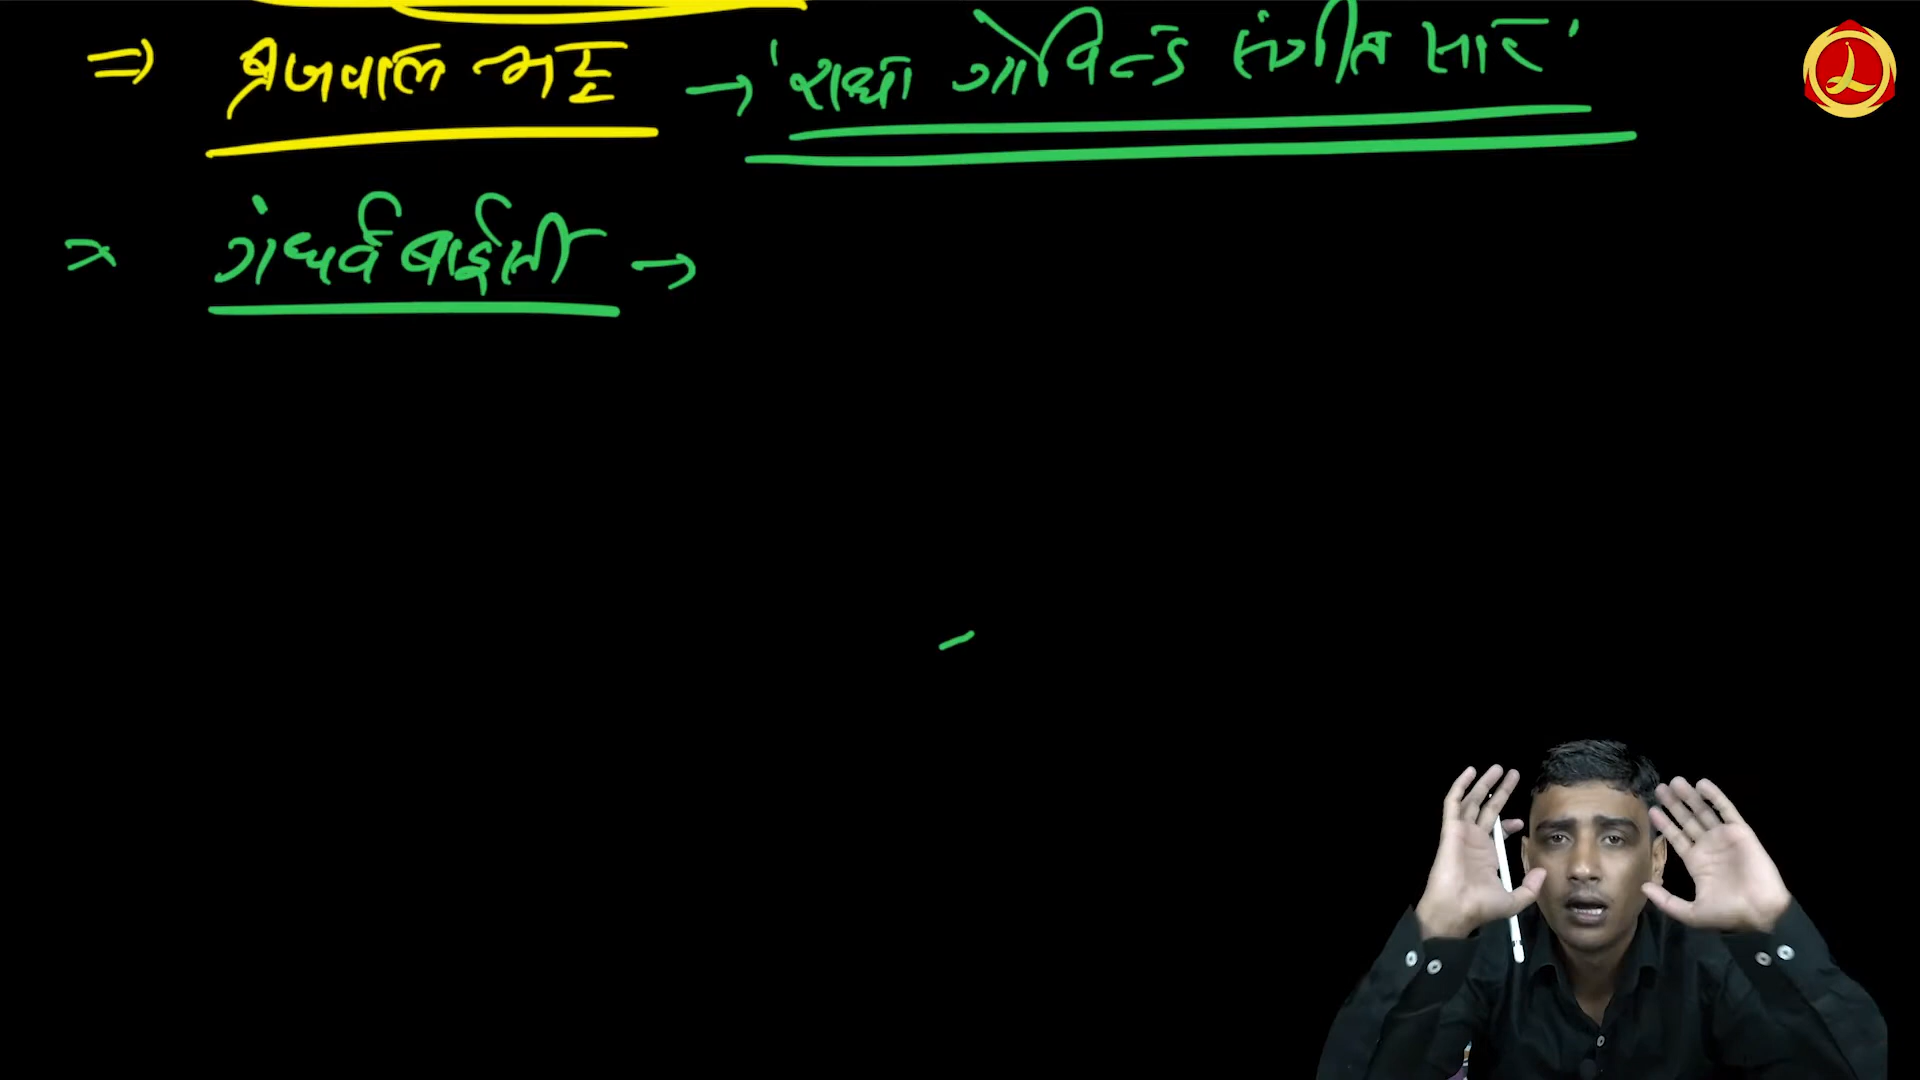 ⇒ ब्रजपाल भट्ट → 'राधा गोविन्द संगीत सार'
गंधर्व बाईसी →